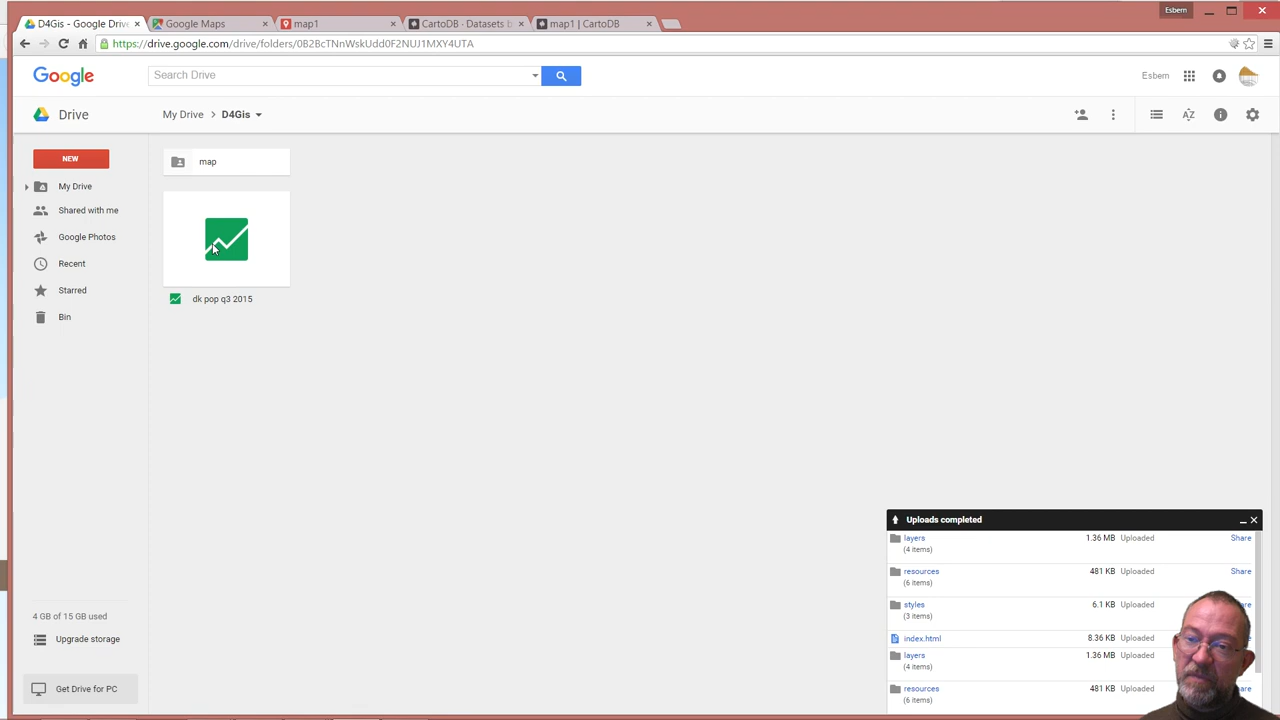 D4Gis - Google Drive
Google Maps
map1
CartoDB - Datasets b
map1 | CartoDB
Esbern
https://drive.google.com/drive/folders/0B2BcTNnWskUdd0F2NUJ1MXY4UTA
Google
Search Drive
Esbern
Drive
My Drive > D4Gis
AZ
NEW
map
My Drive
Shared with me
Google Photos
Recent
dk pop q3 2015
Starred
Bin
Uploads completed
layers 1.36 MB Uploaded Share
(4 items)
resources 481 KB Uploaded Share
(6 items)
styles 6.1 KB Uploaded
(3 items)
index.html 8.36 KB Uploaded
layers 1.36 MB Uploaded
(4 items)
resources 481 KB Uploaded
(6 items)
4 GB of 15 GB used
Upgrade storage
Get Drive for PC